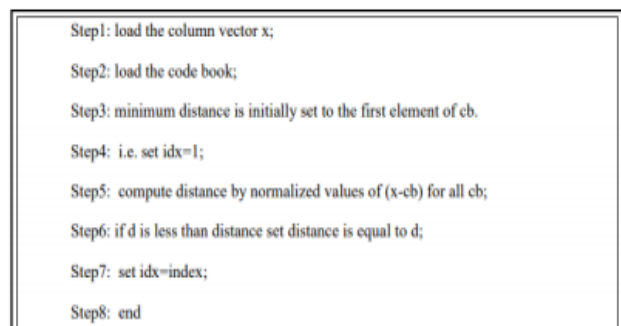 Step1: load the column vector x;
Step2: load the code book;
Step3: minimum distance is initially set to the first element of cb.
Step4: i.e. set idx=1;
Step5: compute distance by normalized values of (x-cb) for all cb;
Step6: if d is less than distance set distance is equal to d;
Step7: set idx=index;
Step8: end